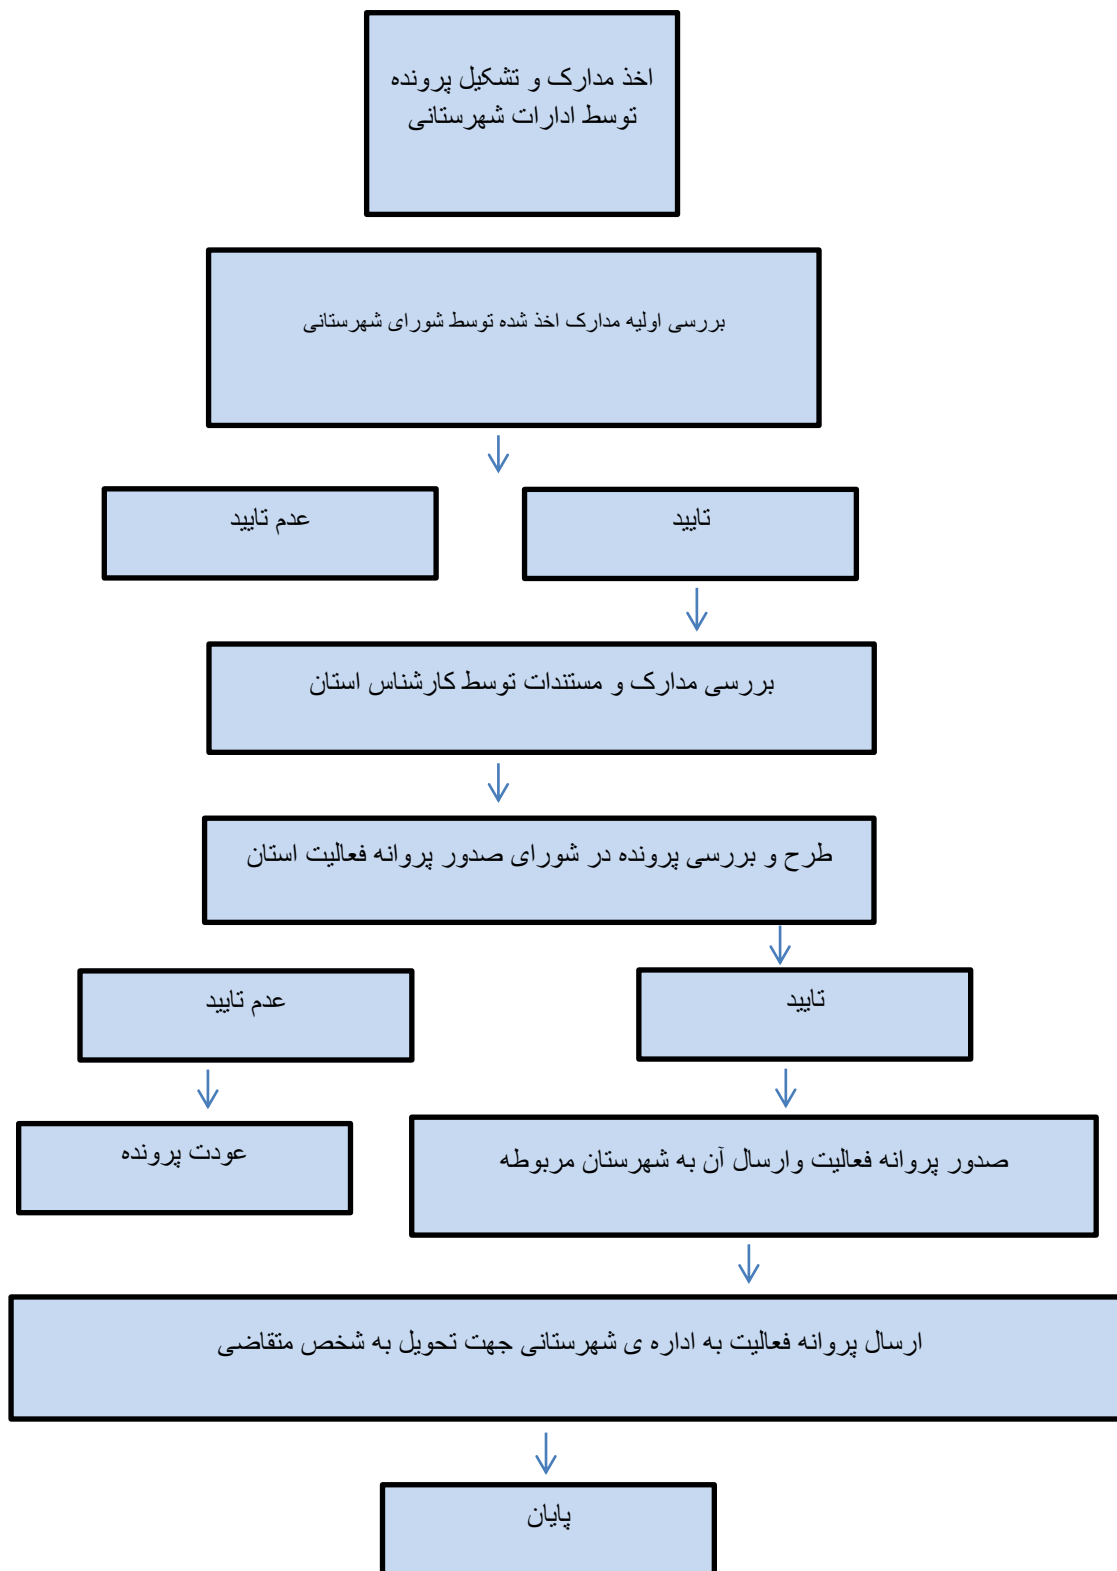 اخذ مدارک و تشکیل پرونده
توسط ادارات شهرستانی
بررسی اولیه مدارک اخذ شده توسط شورای شهرستانی
تایید
عدم تایید
بررسی مدارک و مستندات توسط کارشناس استان
طرح و بررسی پرونده در شورای صدور پروانه فعالیت استان
تایید
عدم تایید
صدور پروانه فعالیت وارسال آن به شهرستان مربوطه
عودت پرونده
ارسال پروانه فعالیت به اداره ی شهرستانی جهت تحویل به شخص متقاضی
پایان